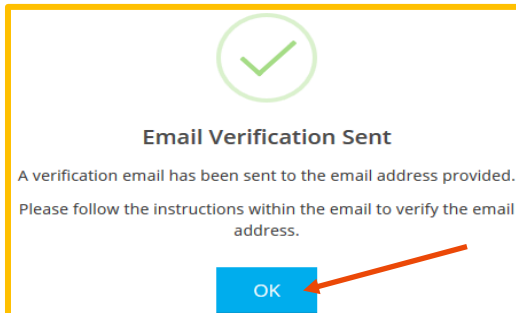 Email Verification Sent
A verification email has been sent to the email address provided.
Please follow the instructions within the email to verify the email
address.
OK